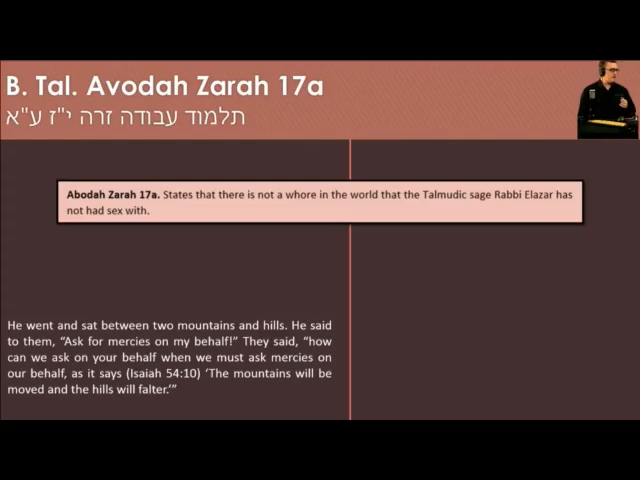 B. Tal. Avodah Zarah 17a
תלמוד עבודה זרה י"ז ע"א
Abodah Zarah 17a. States that there is not a whore in the world that the Talmudic sage Rabbi Elazar has
not had sex with.
He went and sat between two mountains and hills. He said
to them, “Ask for mercies on my behalf!” They said, “how
can we ask on your behalf when we must ask mercies on
our behalf, as it says (Isaiah 54:10) ‘The mountains will be
moved and the hills will falter.’”